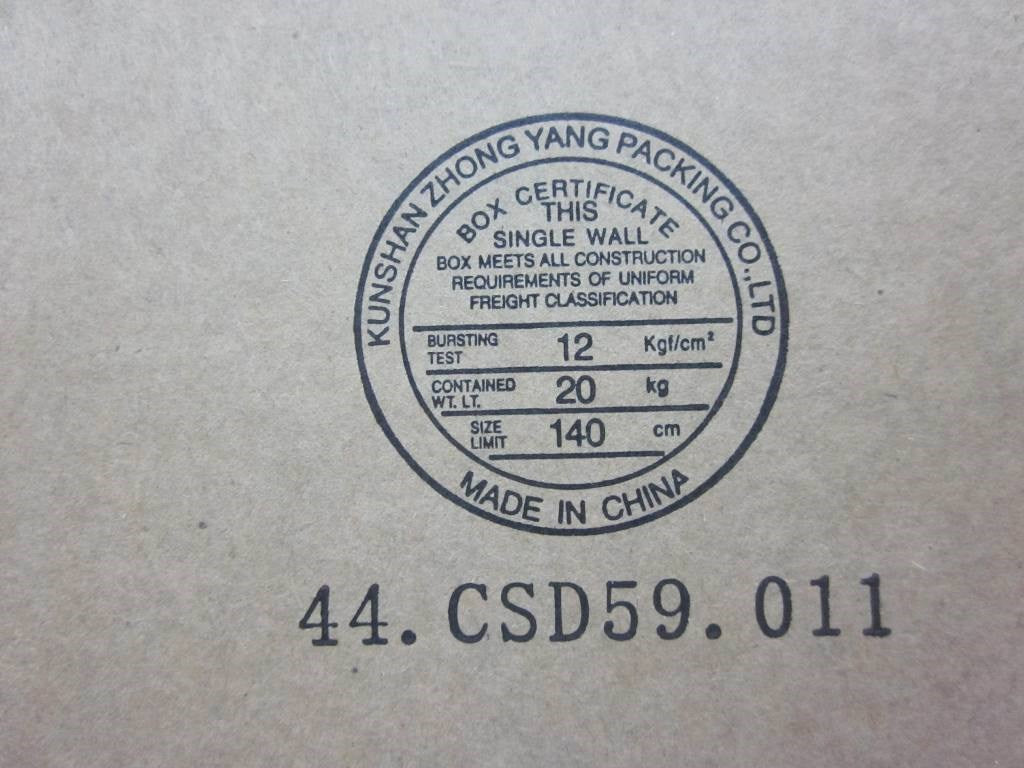 KUNSHAN ZHONG YANG PACKING CO.,LTD
BOX CERTIFICATE
THIS
SINGLE WALL
BOX MEETS ALL CONSTRUCTION
REQUIREMENTS OF UNIFORM
FREIGHT CLASSIFICATION
BURSTING TEST 12 Kgf/cm²
CONTAINED WT. LT. 20 kg
SIZE LIMIT 140 cm
MADE IN CHINA
44.CSD59.011